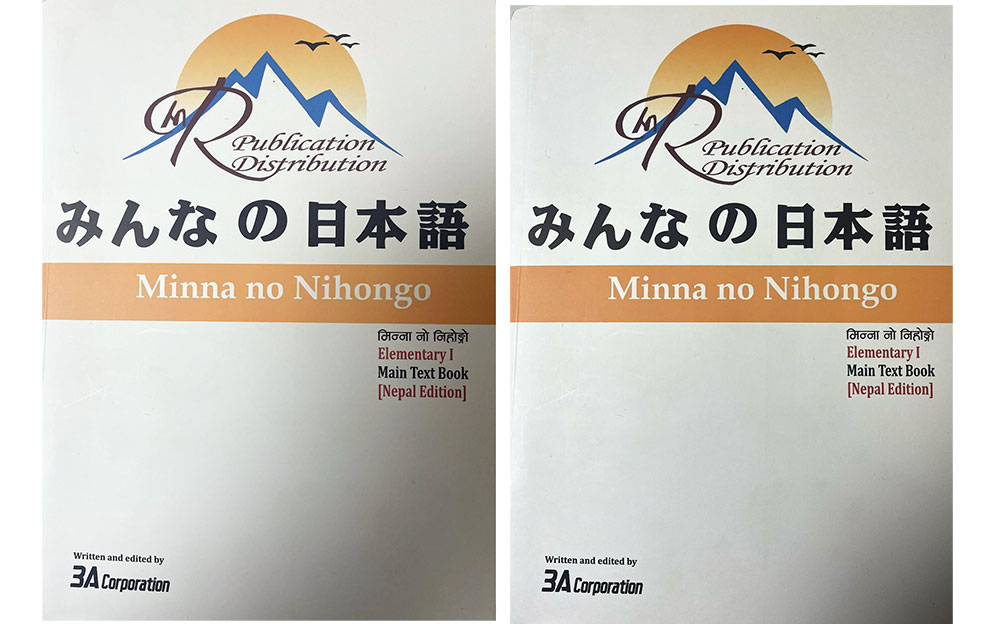 R Publication
Distribution
みんなの日本語
Minna no Nihongo
मिन्ना नो निहोङ्गो
Elementary I
Main Text Book
[Nepal Edition]
Written and edited by
3A Corporation
R Publication
Distribution
みんなの日本語
Minna no Nihongo
मिन्ना नो निहोङ्गो
Elementary I
Main Text Book
[Nepal Edition]
Written and edited by
3A Corporation